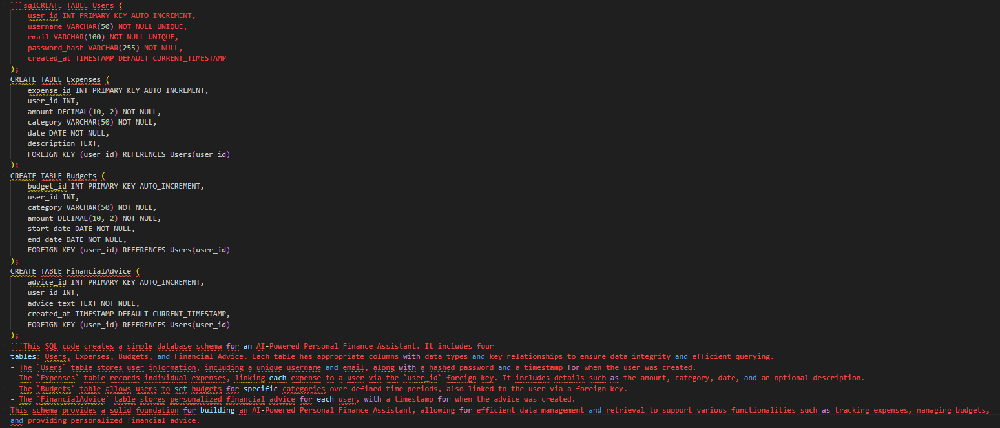 ```sqlCREATE TABLE Users (
    user_id INT PRIMARY KEY AUTO_INCREMENT,
    username VARCHAR(50) NOT NULL UNIQUE,
    email VARCHAR(100) NOT NULL UNIQUE,
    password_hash VARCHAR(255) NOT NULL,
    created_at TIMESTAMP DEFAULT CURRENT_TIMESTAMP
);
CREATE TABLE Expenses (
    expense_id INT PRIMARY KEY AUTO_INCREMENT,
    user_id INT,
    amount DECIMAL(10, 2) NOT NULL,
    category VARCHAR(50) NOT NULL,
    date DATE NOT NULL,
    description TEXT,
    FOREIGN KEY (user_id) REFERENCES Users(user_id)
);
CREATE TABLE Budgets (
    budget_id INT PRIMARY KEY AUTO_INCREMENT,
    user_id INT,
    category VARCHAR(50) NOT NULL,
    amount DECIMAL(10, 2) NOT NULL,
    start_date DATE NOT NULL,
    end_date DATE NOT NULL,
    FOREIGN KEY (user_id) REFERENCES Users(user_id)
);
CREATE TABLE FinancialAdvice (
    advice_id INT PRIMARY KEY AUTO_INCREMENT,
    user_id INT,
    advice_text TEXT NOT NULL,
    created_at TIMESTAMP DEFAULT CURRENT_TIMESTAMP,
    FOREIGN KEY (user_id) REFERENCES Users(user_id)
);
```This SQL code creates a simple database schema for an AI-Powered Personal Finance Assistant. It includes four
tables: Users, Expenses, Budgets, and Financial Advice. Each table has appropriate columns with data types and key relationships to ensure data integrity and efficient querying.
- The `Users` table stores user information, including a unique username and email, along with a hashed password and a timestamp for when the user was created.
- The `Expenses` table records individual expenses, linking each expense to a user via the `user_id` foreign key. It includes details such as the amount, category, date, and an optional description.
- The `Budgets` table allows users to set budgets for specific categories over defined time periods, also linked to the user via a foreign key.
- The `FinancialAdvice` table stores personalized financial advice for each user, with a timestamp for when the advice was created.
This schema provides a solid foundation for building an AI-Powered Personal Finance Assistant, allowing for efficient data management and retrieval to support various functionalities such as tracking expenses, managing budgets,
and providing personalized financial advice.